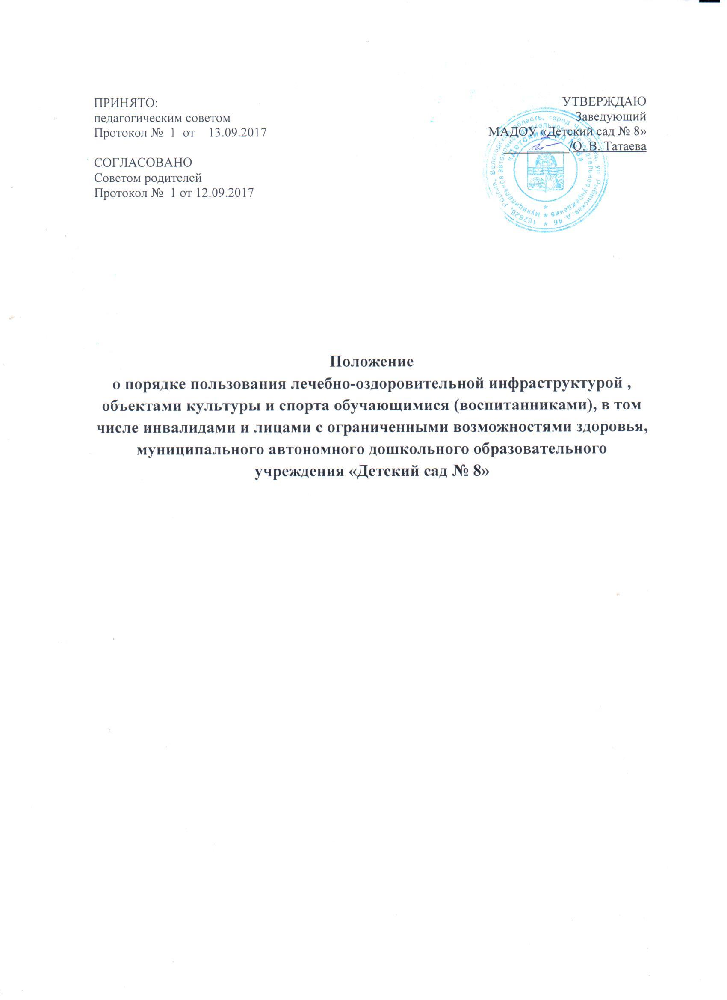 ПРИНЯТО:
педагогическим советом
Протокол № 1 от 13.09.2017
СОГЛАСОВАНО
Советом родителей
Протокол № 1 от 12.09.2017
УТВЕРЖДАЮ
Заведующий
МАДОУ «Детский сад № 8»
/О. В. Татаева
162626, Россия, Вологодская область, город Череповец, ул Рыбинская, д. 46 *
муниципальное автономное дошкольное образовательное учреждение *
«Детский сад № 8»
Положение
о порядке пользования лечебно-оздоровительной инфраструктурой ,
объектами культуры и спорта обучающимися (воспитанниками), в том
числе инвалидами и лицами с ограниченными возможностями здоровья,
муниципального автономного дошкольного образовательного
учреждения «Детский сад № 8»